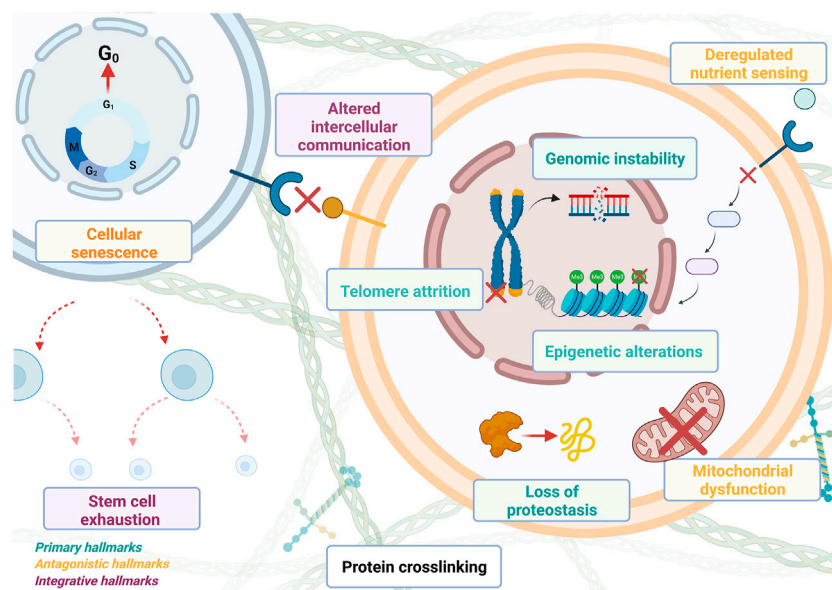 G₀
G₁
M
S
G₂
Cellular
senescence
Altered
intercellular
communication
Deregulated
nutrient sensing
Genomic instability
Telomere attrition
Me3 Me3 Me3 Me3
Epigenetic alterations
Loss of
proteostasis
Mitochondrial
dysfunction
Stem cell
exhaustion
Primary hallmarks
Antagonistic hallmarks
Integrative hallmarks
Protein crosslinking